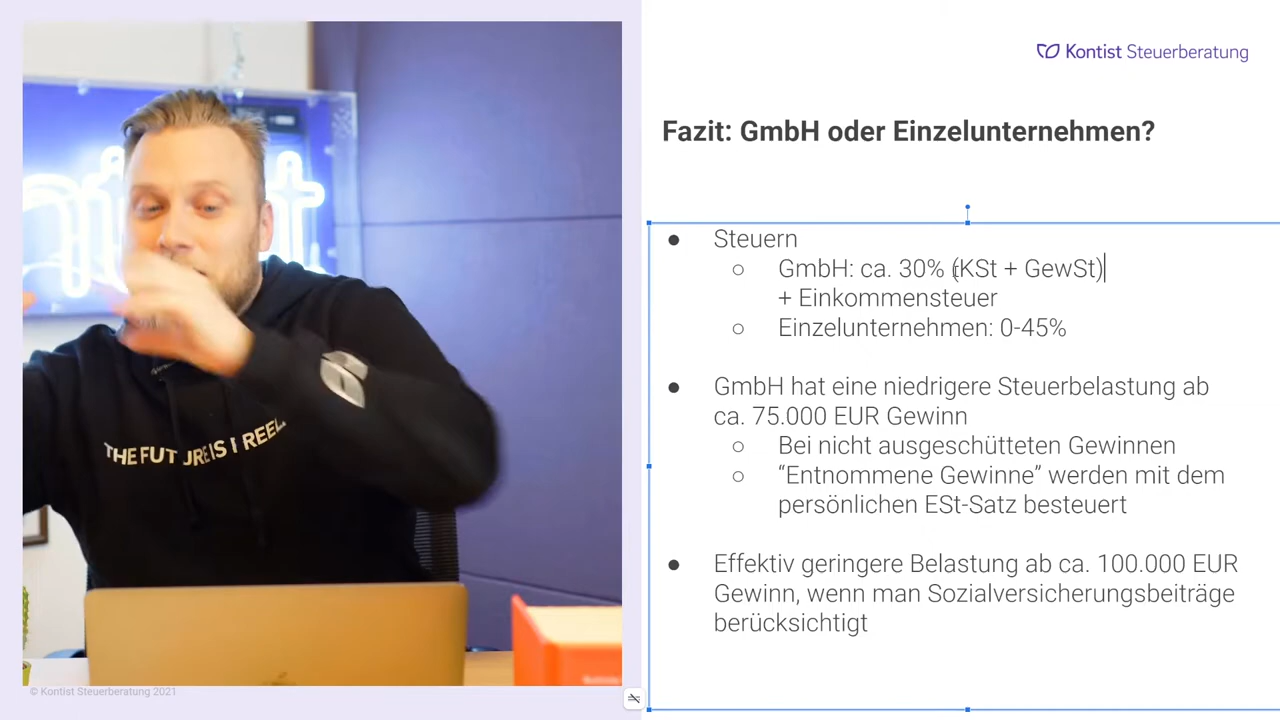 Kontist Steuerberatung
Fazit: GmbH oder Einzelunternehmen?
● Steuern
○ GmbH: ca. 30% (KSt + GewSt)
+ Einkommensteuer
○ Einzelunternehmen: 0-45%
● GmbH hat eine niedrigere Steuerbelastung ab
ca. 75.000 EUR Gewinn
○ Bei nicht ausgeschütteten Gewinnen
○ “Entnommene Gewinne” werden mit dem
persönlichen ESt-Satz besteuert
● Effektiv geringere Belastung ab ca. 100.000 EUR
Gewinn, wenn man Sozialversicherungsbeiträge
berücksichtigt
THE FUTURE IS FREE
© Kontist Steuerberatung 2021